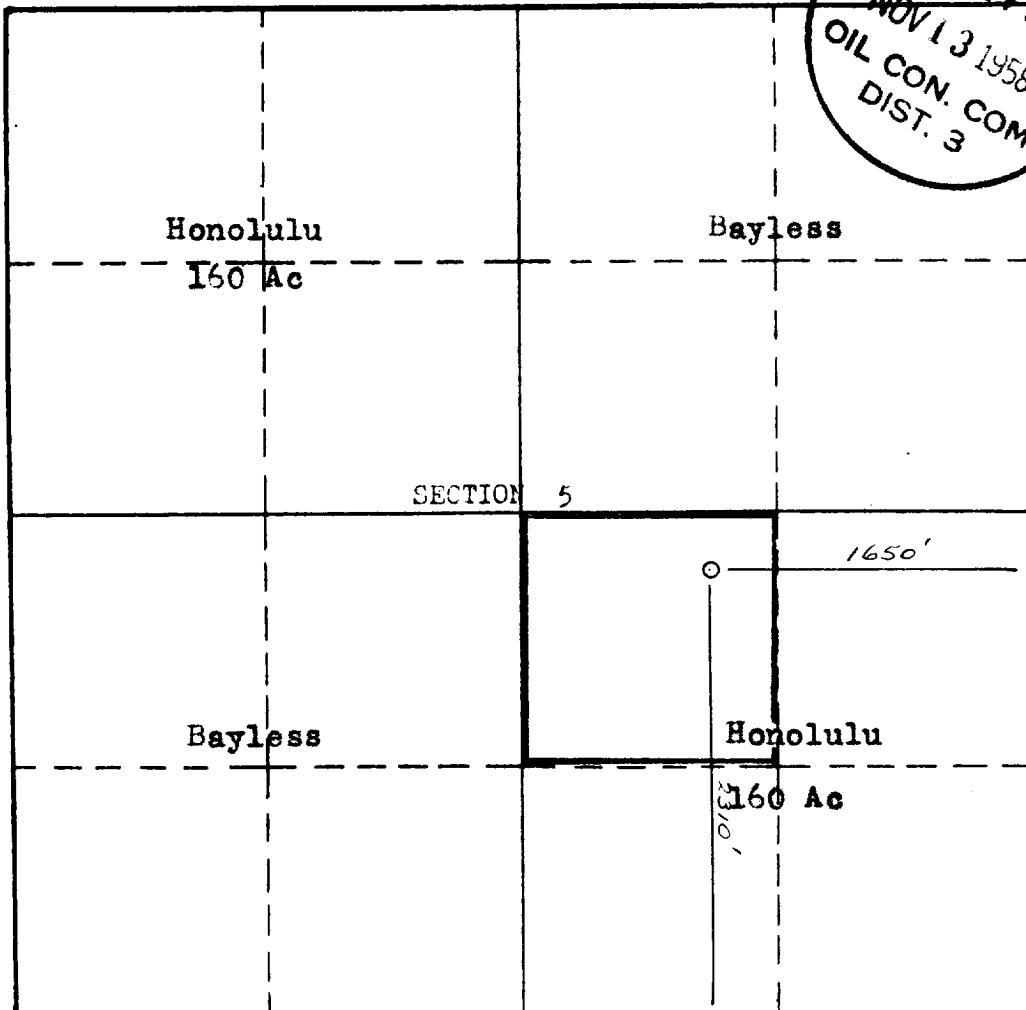 NOV 13 1958
OIL CON. COM
DIST. 3
Honolulu
160 Ac
Bayless
SECTION 5
1650'
Bayless
Honolulu
160 Ac
2310'